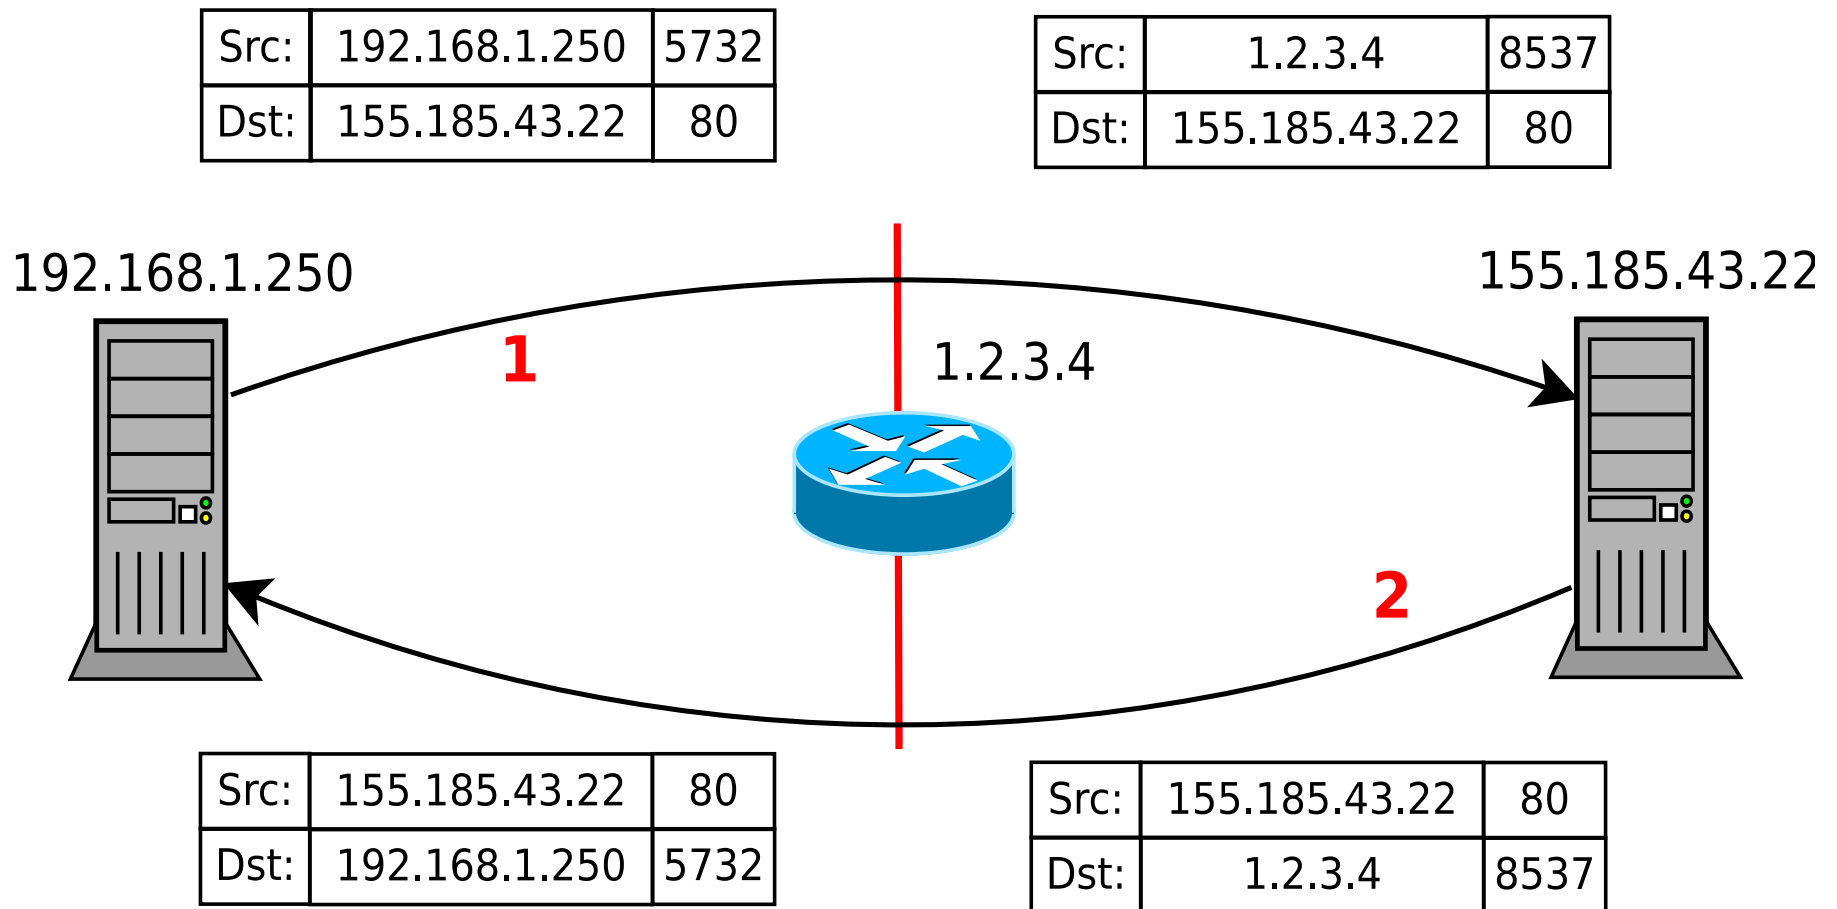 Src: 192.168.1.250 5732
Dst: 155.185.43.22 80
Src: 1.2.3.4 8537
Dst: 155.185.43.22 80
192.168.1.250
155.185.43.22
1
1.2.3.4
2
Src: 155.185.43.22 80
Dst: 192.168.1.250 5732
Src: 155.185.43.22 80
Dst: 1.2.3.4 8537